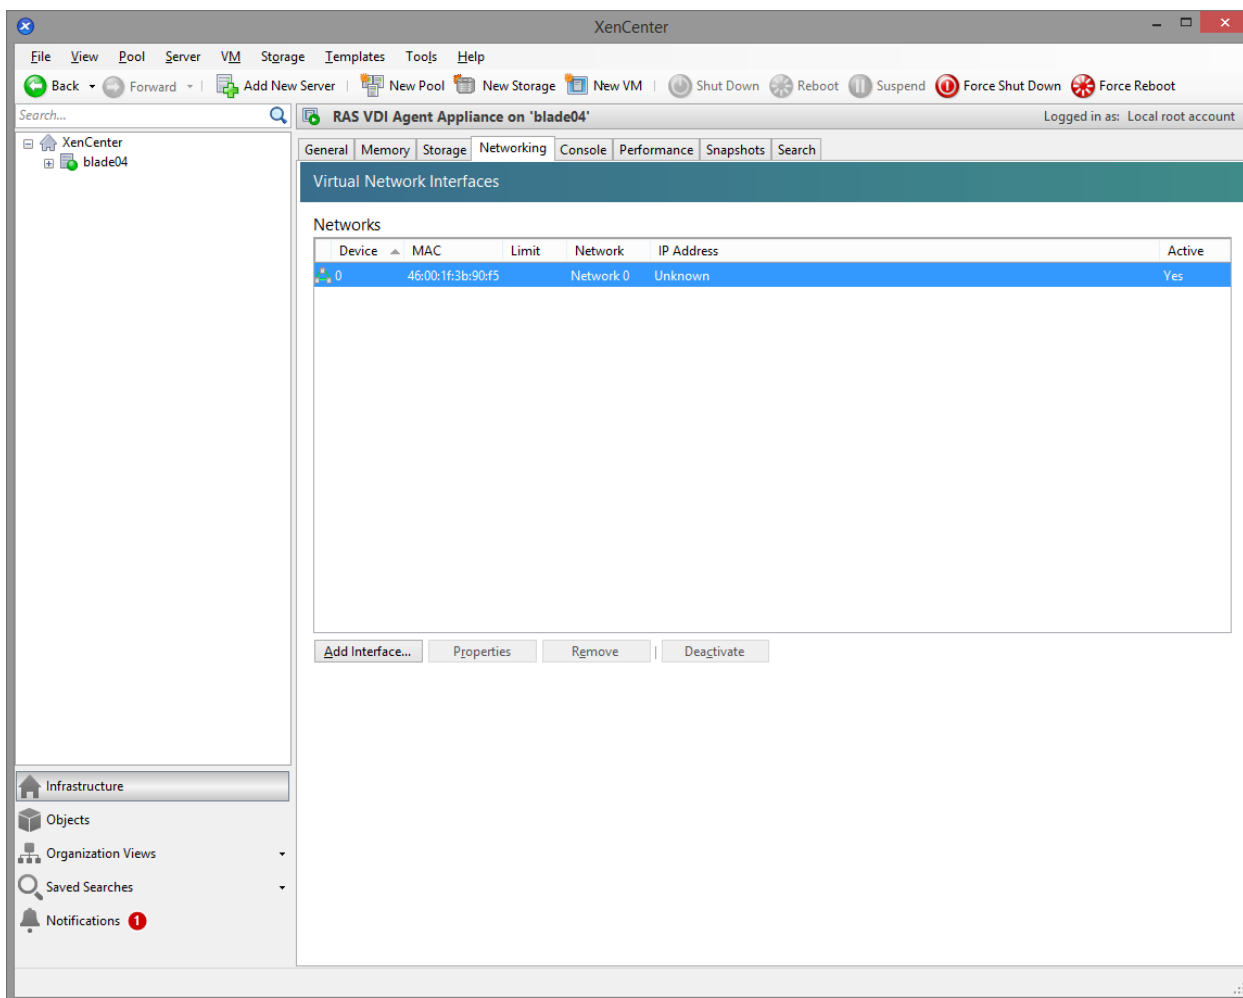 XenCenter
File View Pool Server VM Storage Templates Tools Help
Back Forward Add New Server New Pool New Storage New VM Shut Down Reboot Suspend Force Shut Down Force Reboot
Search...
RAS VDI Agent Appliance on 'blade04' Logged in as: Local root account
XenCenter
blade04
General Memory Storage Networking Console Performance Snapshots Search
Virtual Network Interfaces
Networks
Device MAC Limit Network IP Address Active
0 46:00:1f:3b:90:f5 Network 0 Unknown Yes
Add Interface... Properties Remove Deactivate
Infrastructure
Objects
Organization Views
Saved Searches
Notifications 1